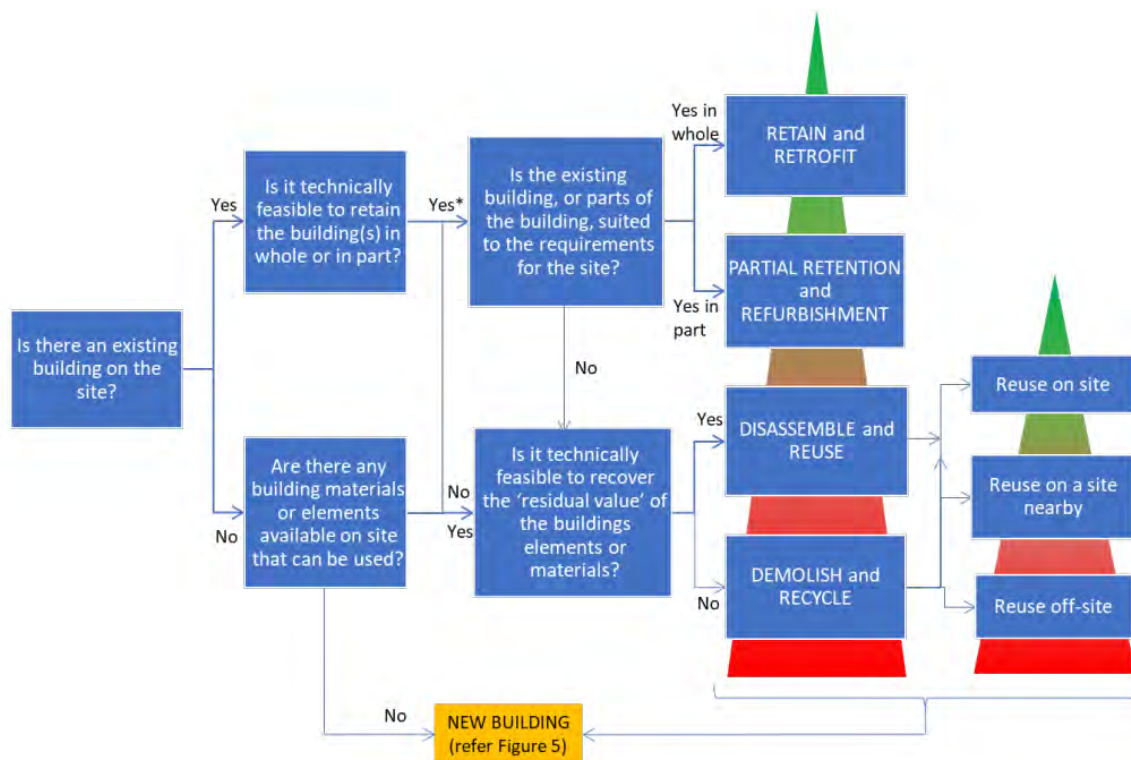 Is there an existing
building on the
site?
Yes
No
Is it technically
feasible to retain
the building(s) in
whole or in part?
Are there any
building materials
or elements
available on site
that can be used?
Yes*
No
Yes
No
Is the existing
building, or parts of
the building, suited
to the requirements
for the site?
No
Is it technically
feasible to recover
the ‘residual value’ of
the buildings
elements or
materials?
Yes in
whole
Yes in
part
Yes
No
RETAIN and
RETROFIT
PARTIAL RETENTION
and
REFURBISHMENT
DISASSEMBLE and
REUSE
DEMOLISH and
RECYCLE
Reuse on site
Reuse on a site
nearby
Reuse off-site
NEW BUILDING
(refer Figure 5)